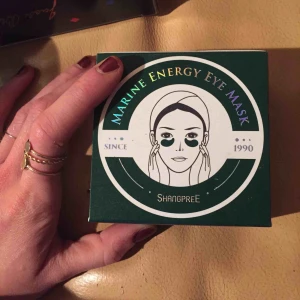 MARINE ENERGY EYE MASK
SINCE 1990
SHANGPREE